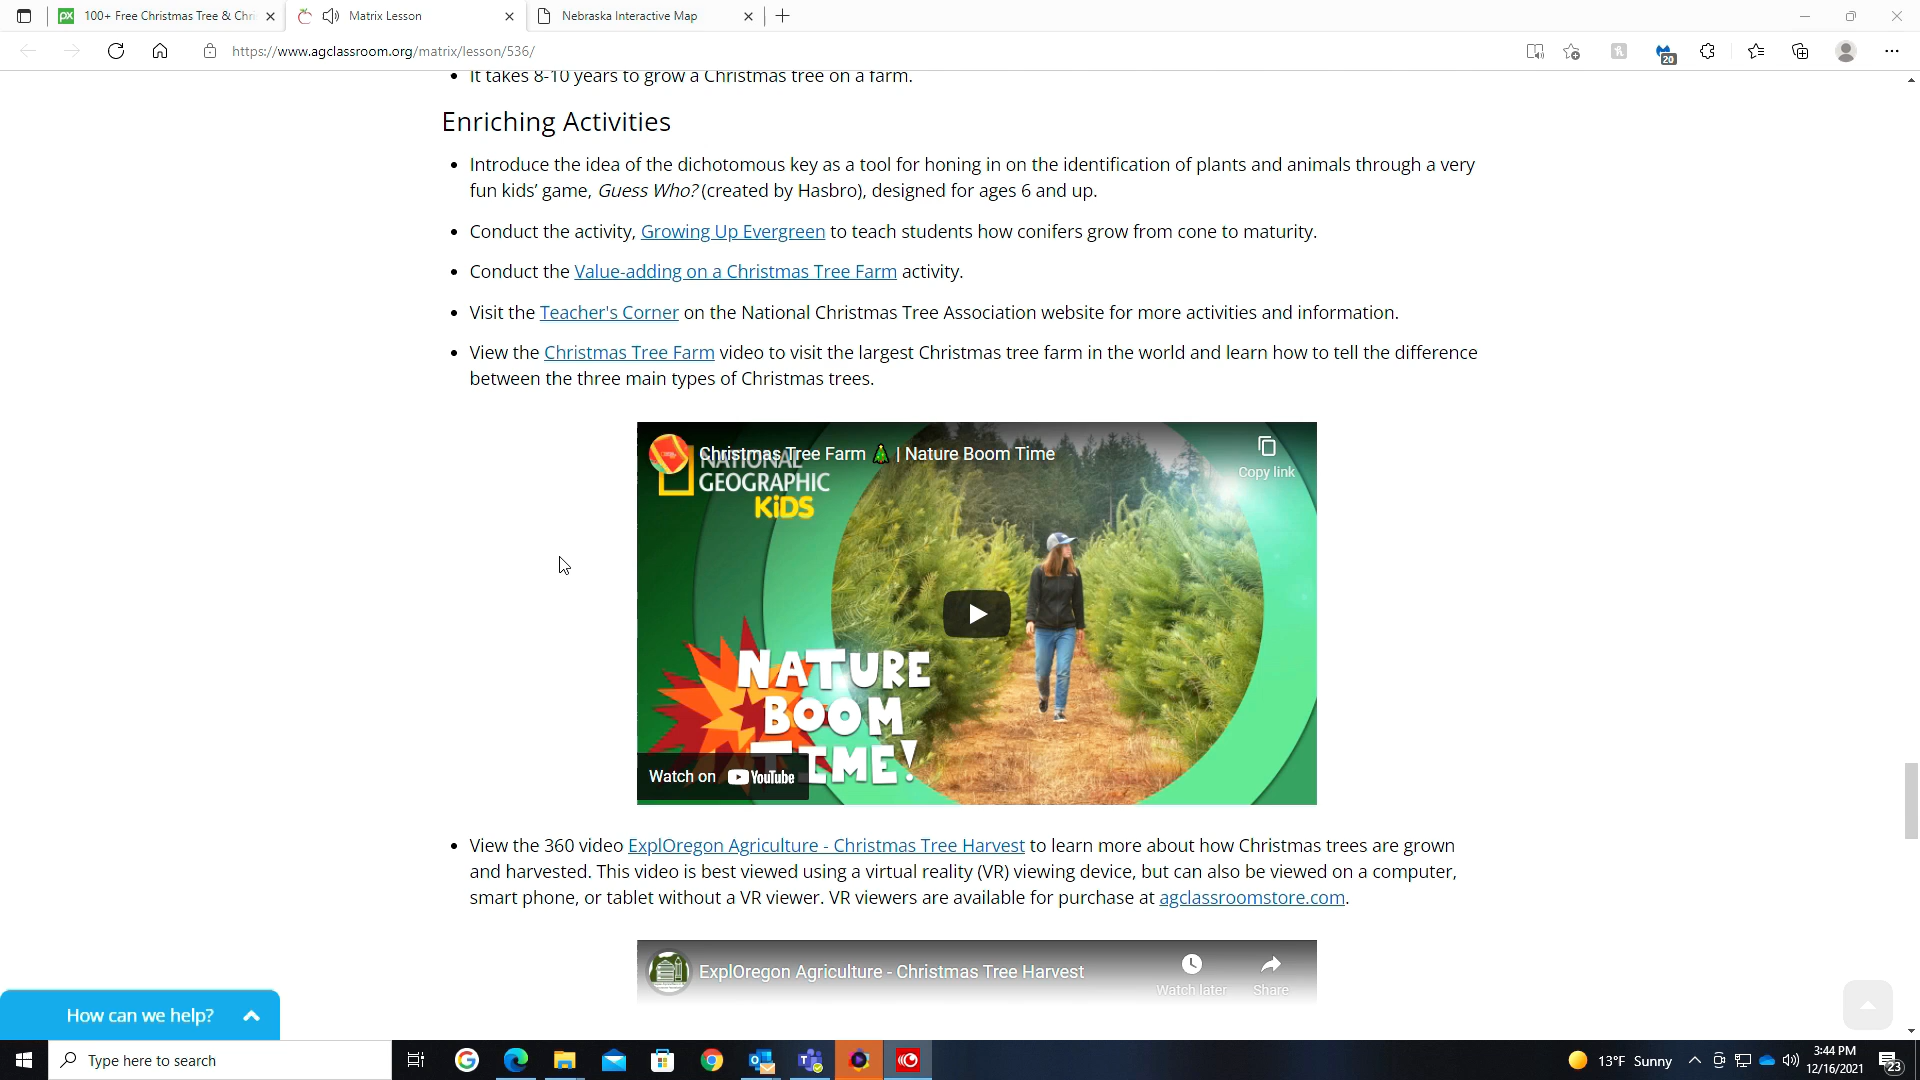 100+ Free Christmas Tree & Chri
Matrix Lesson
Nebraska Interactive Map
https://www.agclassroom.org/matrix/lesson/536/
20
• It takes 8-10 years to grow a Christmas tree on a farm.
Enriching Activities
• Introduce the idea of the dichotomous key as a tool for honing in on the identification of plants and animals through a very
fun kids' game, Guess Who? (created by Hasbro), designed for ages 6 and up.
• Conduct the activity, Growing Up Evergreen to teach students how conifers grow from cone to maturity.
• Conduct the Value-adding on a Christmas Tree Farm activity.
• Visit the Teacher's Corner on the National Christmas Tree Association website for more activities and information.
• View the Christmas Tree Farm video to visit the largest Christmas tree farm in the world and learn how to tell the difference
between the three main types of Christmas trees.
Christmas Tree Farm 🎄 | Nature Boom Time
Copy link
NATIONAL
GEOGRAPHIC
KiDS
NATURE
BOOM
TIME!
Watch on YouTube
• View the 360 video ExplOregon Agriculture - Christmas Tree Harvest to learn more about how Christmas trees are grown
and harvested. This video is best viewed using a virtual reality (VR) viewing device, but can also be viewed on a computer,
smart phone, or tablet without a VR viewer. VR viewers are available for purchase at agclassroomstore.com.
ExplOregon Agriculture - Christmas Tree Harvest
Watch later
Share
How can we help?
Type here to search
13°F Sunny
3:44 PM
12/16/2021
23